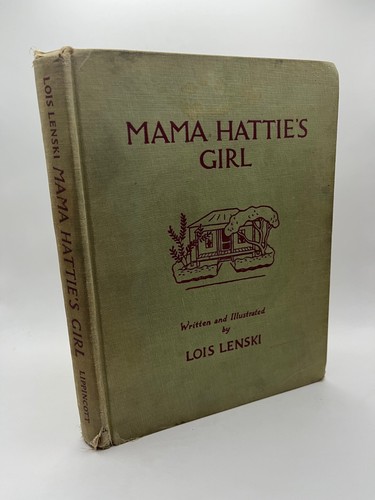 LOIS LENSKI MAMA HATTIE'S GIRL LIPPINCOTT
MAMA HATTIE'S
GIRL
Written and Illustrated
by
LOIS LENSKI